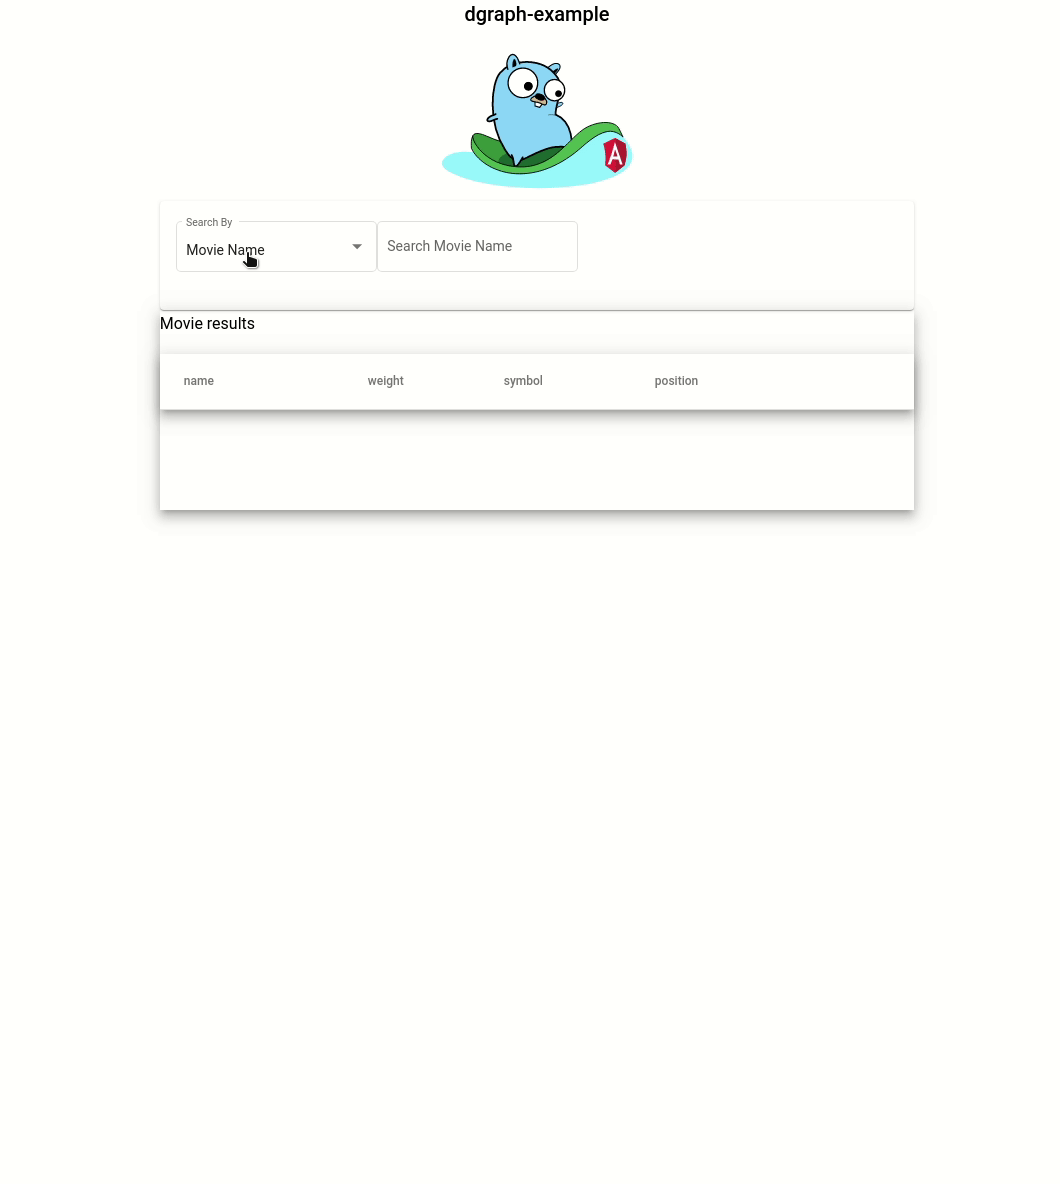 dgraph-example
A
Search By
Movie Name
Search Movie Name
Movie results
name weight symbol position